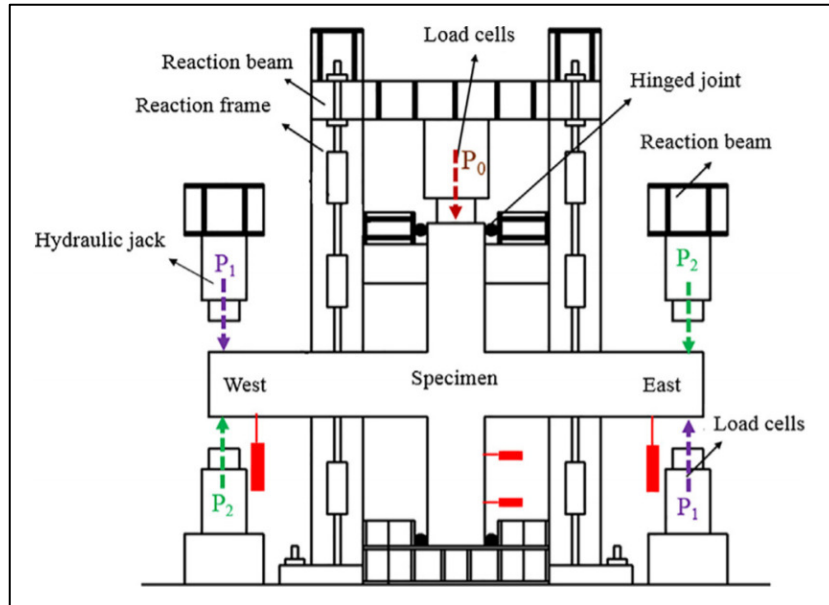 Load cells
Reaction beam
Hinged joint
Reaction frame
P₀
Reaction beam
Hydraulic jack
P₁
P₂
West
Specimen
East
Load cells
P₂
P₁